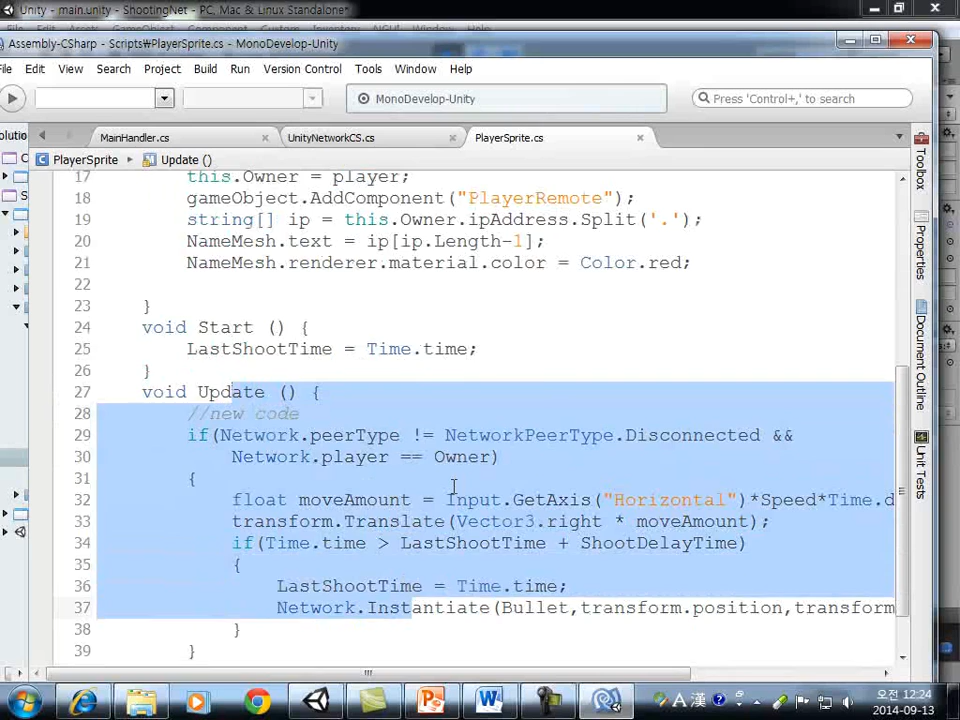 Unity - main.unity - ShootingNet - PC, Mac & Linux Standalone*
Assembly-CSharp - Scripts₩PlayerSprite.cs - MonoDevelop-Unity
File Edit View Search Project Build Run Version Control Tools Window Help
MonoDevelop-Unity
Press 'Control+,' to search
MainHandler.cs
UnityNetworkCS.cs
PlayerSprite.cs
PlayerSprite
Update ()
17 this.Owner = player;
18 gameObject.AddComponent("PlayerRemote");
19 string[] ip = this.Owner.ipAddress.Split('.');
20 NameMesh.text = ip[ip.Length-1];
21 NameMesh.renderer.material.color = Color.red;
22
23 }
24 void Start () {
25 LastShootTime = Time.time;
26 }
27 void Update () {
28 //new code
29 if(Network.peerType != NetworkPeerType.Disconnected &&
30 Network.player == Owner)
31 {
32 float moveAmount = Input.GetAxis("Horizontal")*Speed*Time.d
33 transform.Translate(Vector3.right * moveAmount);
34 if(Time.time > LastShootTime + ShootDelayTime)
35 {
36 LastShootTime = Time.time;
37 Network.Instantiate(Bullet,transform.position,transform
38 }
39 }
Toolbox
Properties
Document Outline
Unit Tests
A 漢
오전 12:24
2014-09-13